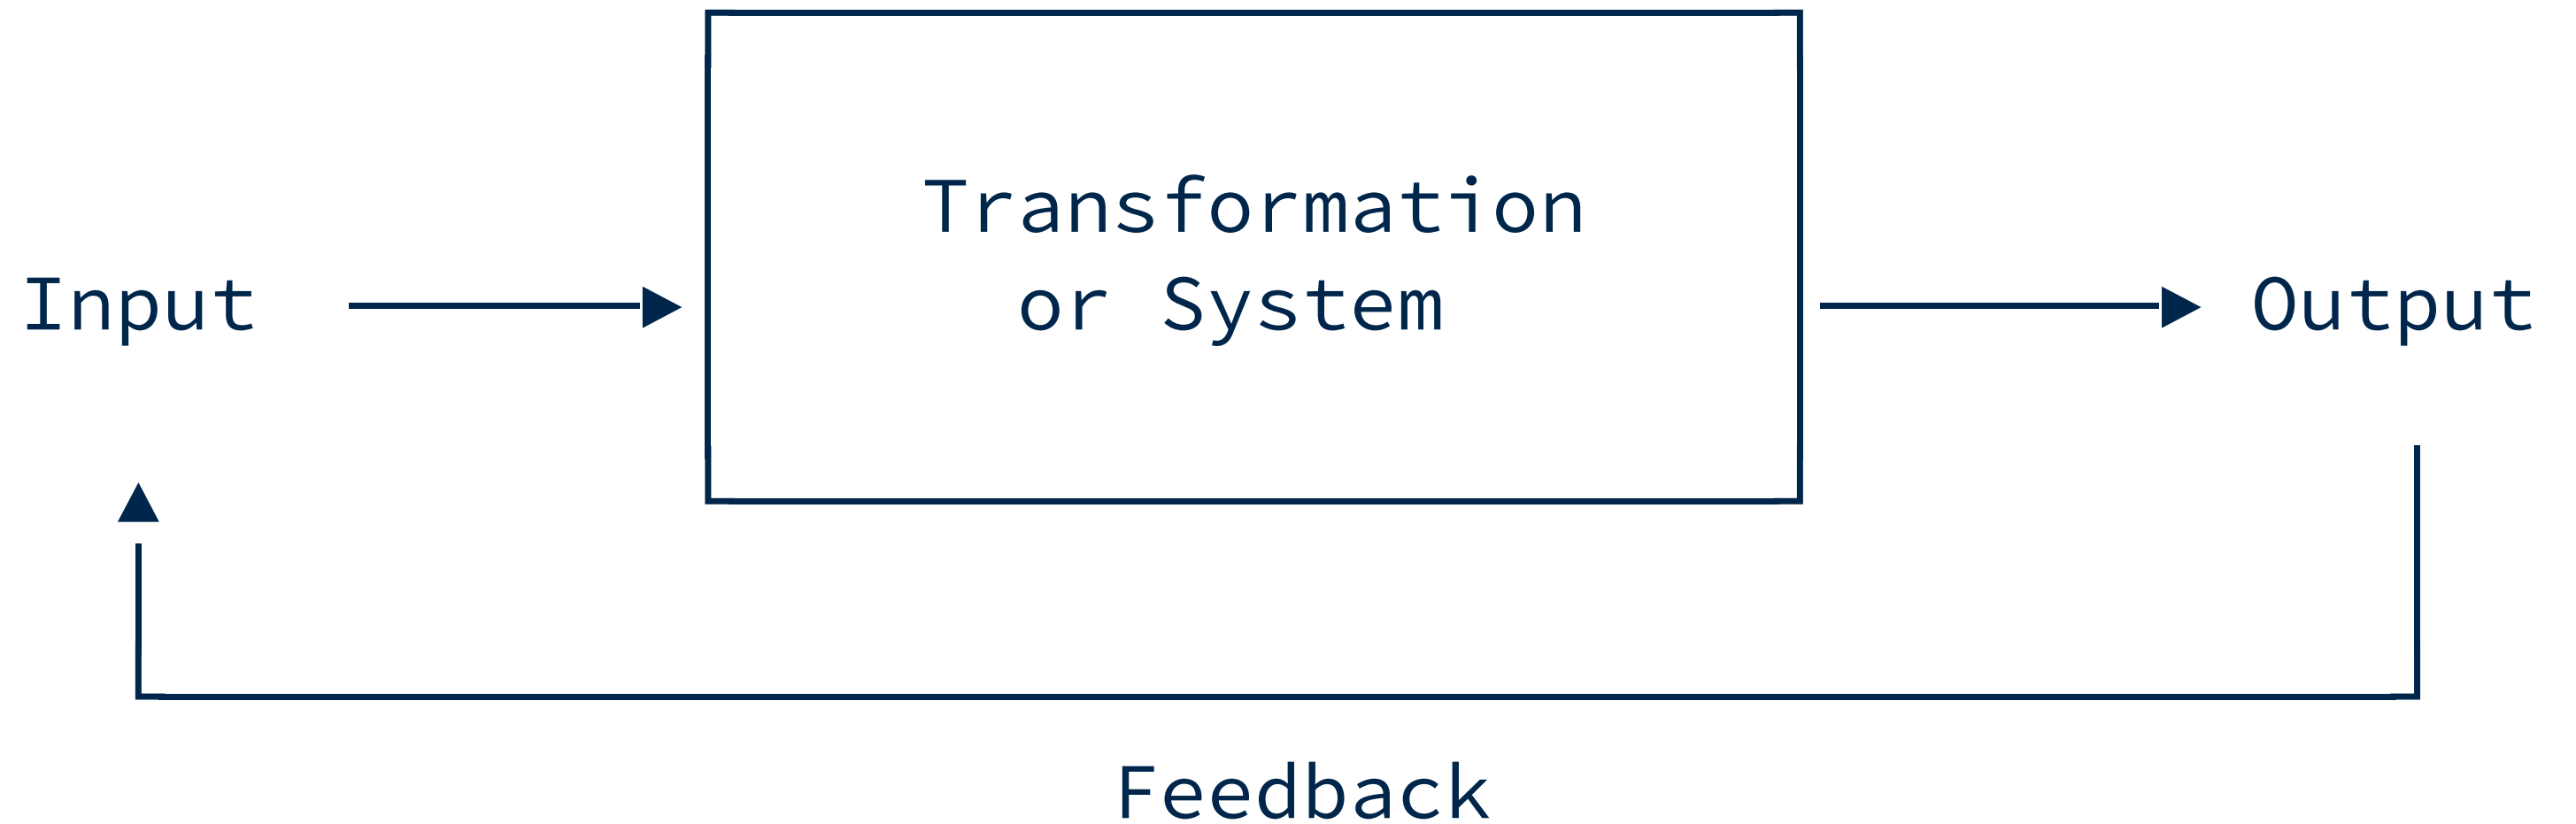 Transformation
or System
Input
Output
Feedback